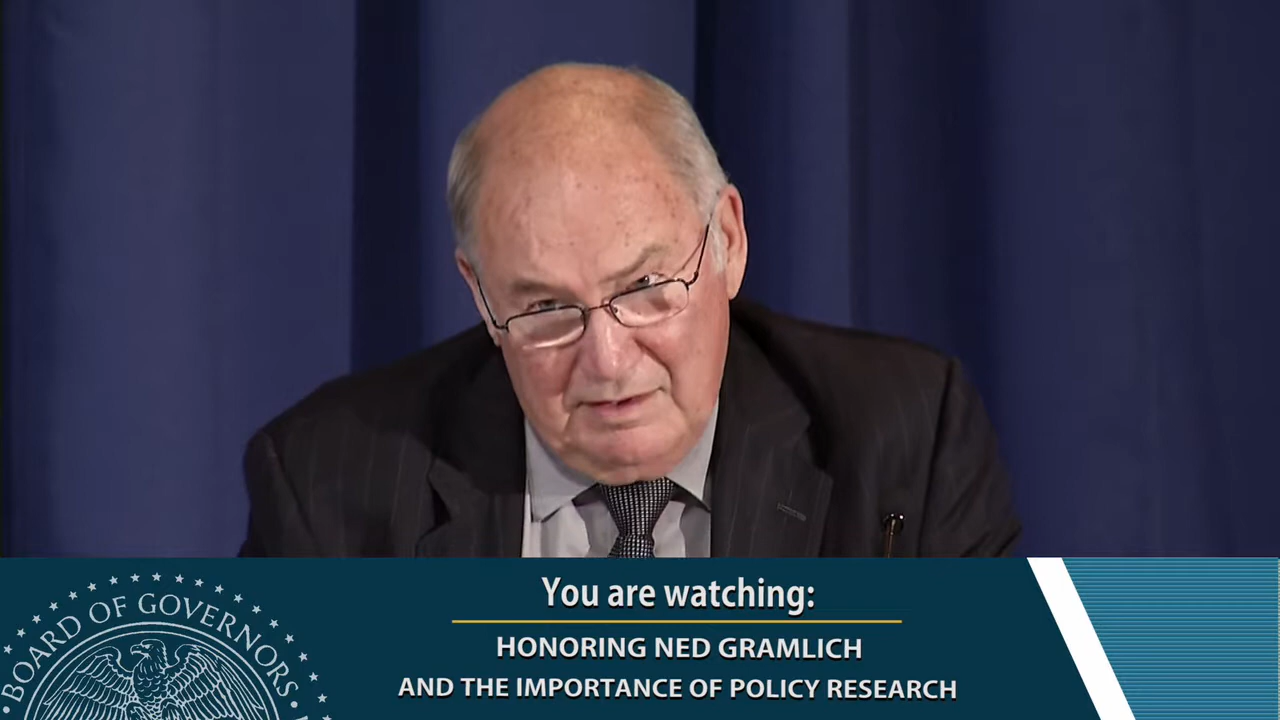 You are watching:
HONORING NED GRAMLICH
AND THE IMPORTANCE OF POLICY RESEARCH
BOARD OF GOVERNORS